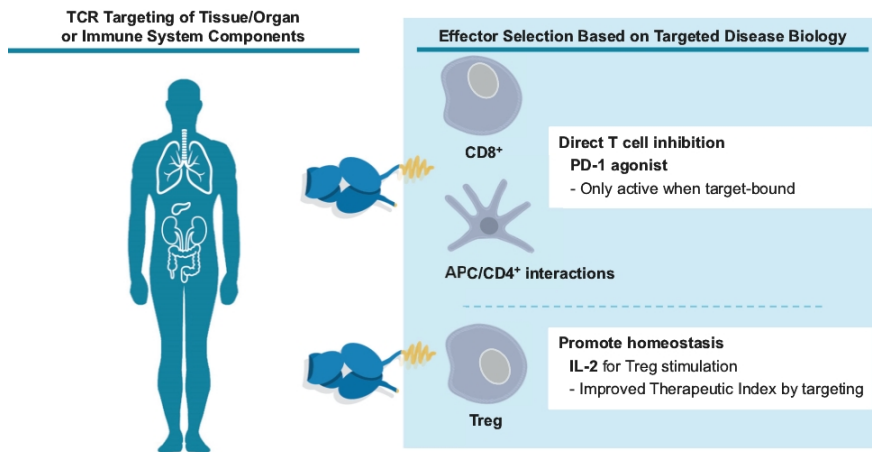 TCR Targeting of Tissue/Organ
or Immune System Components
Effector Selection Based on Targeted Disease Biology
CD8⁺
Direct T cell inhibition
PD-1 agonist
- Only active when target-bound
APC/CD4⁺ interactions
Promote homeostasis
IL-2 for Treg stimulation
- Improved Therapeutic Index by targeting
Treg